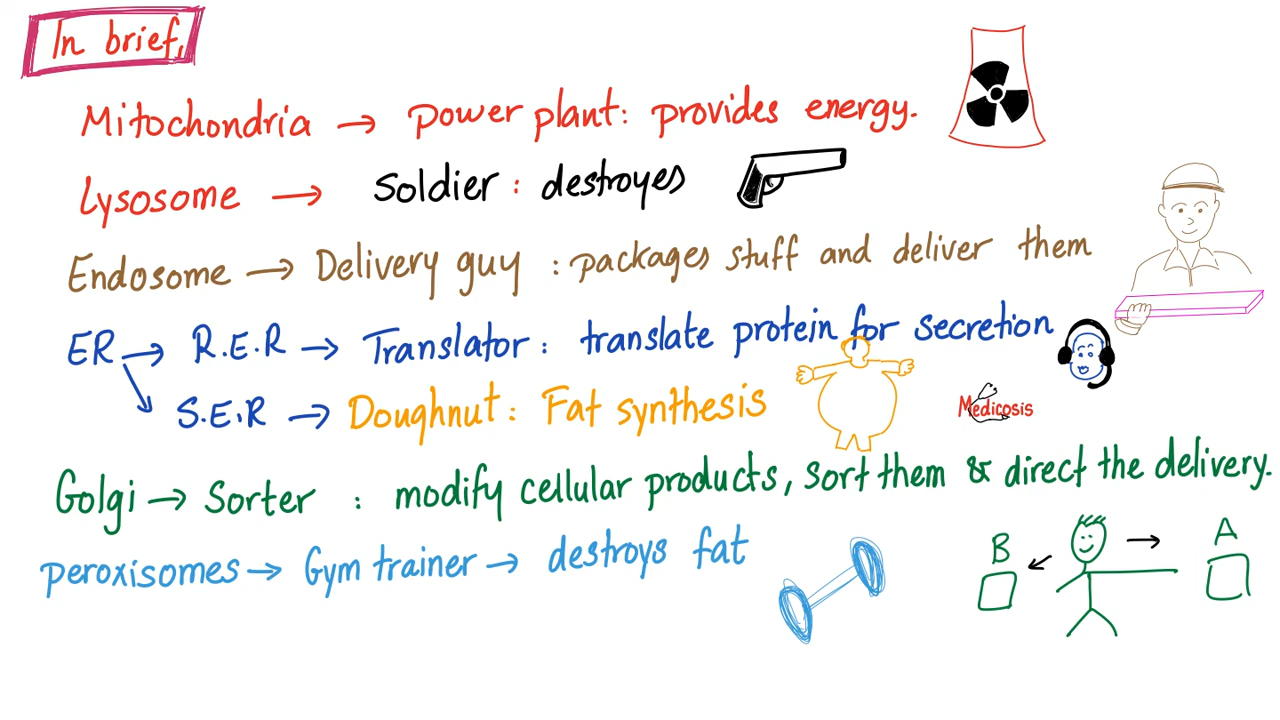 In brief,
Mitochondria → power plant: provides energy.
Lysosome → Soldier : destroyes
Endosome → Delivery guy : packages stuff and deliver them
ER → R.E.R → Translator : translate protein for secretion
S.E.R → Doughnut : Fat synthesis
Medicosis
Golgi → Sorter : modify cellular products, sort them & direct the delivery.
peroxisomes → Gym trainer → destroys fat
B → A